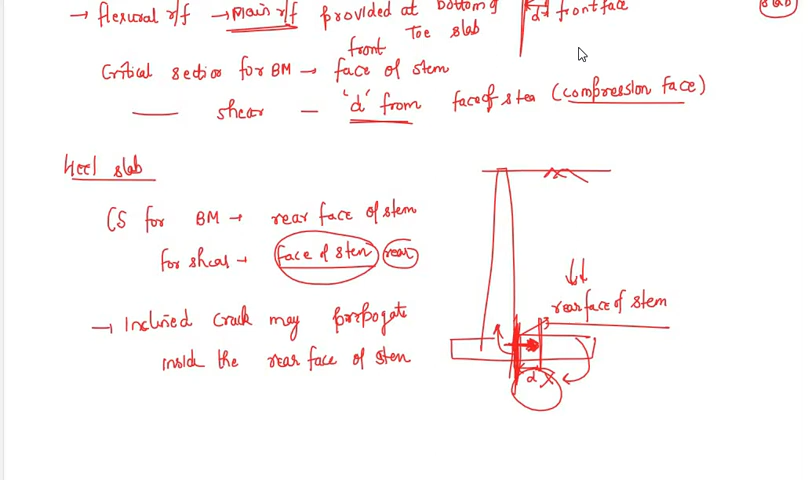 → flexural r/f → Main r/f provided at bottom of
front Toe slab
'd' front face
slab
Critical section for BM → face of stem
shear — 'd' from face of stem (compression face)
Heel slab
CS for BM → rear face of stem
for shear → face of stem rear
→ Inclined crack may propogate
inside the rear face of stem
rear face of stem
d